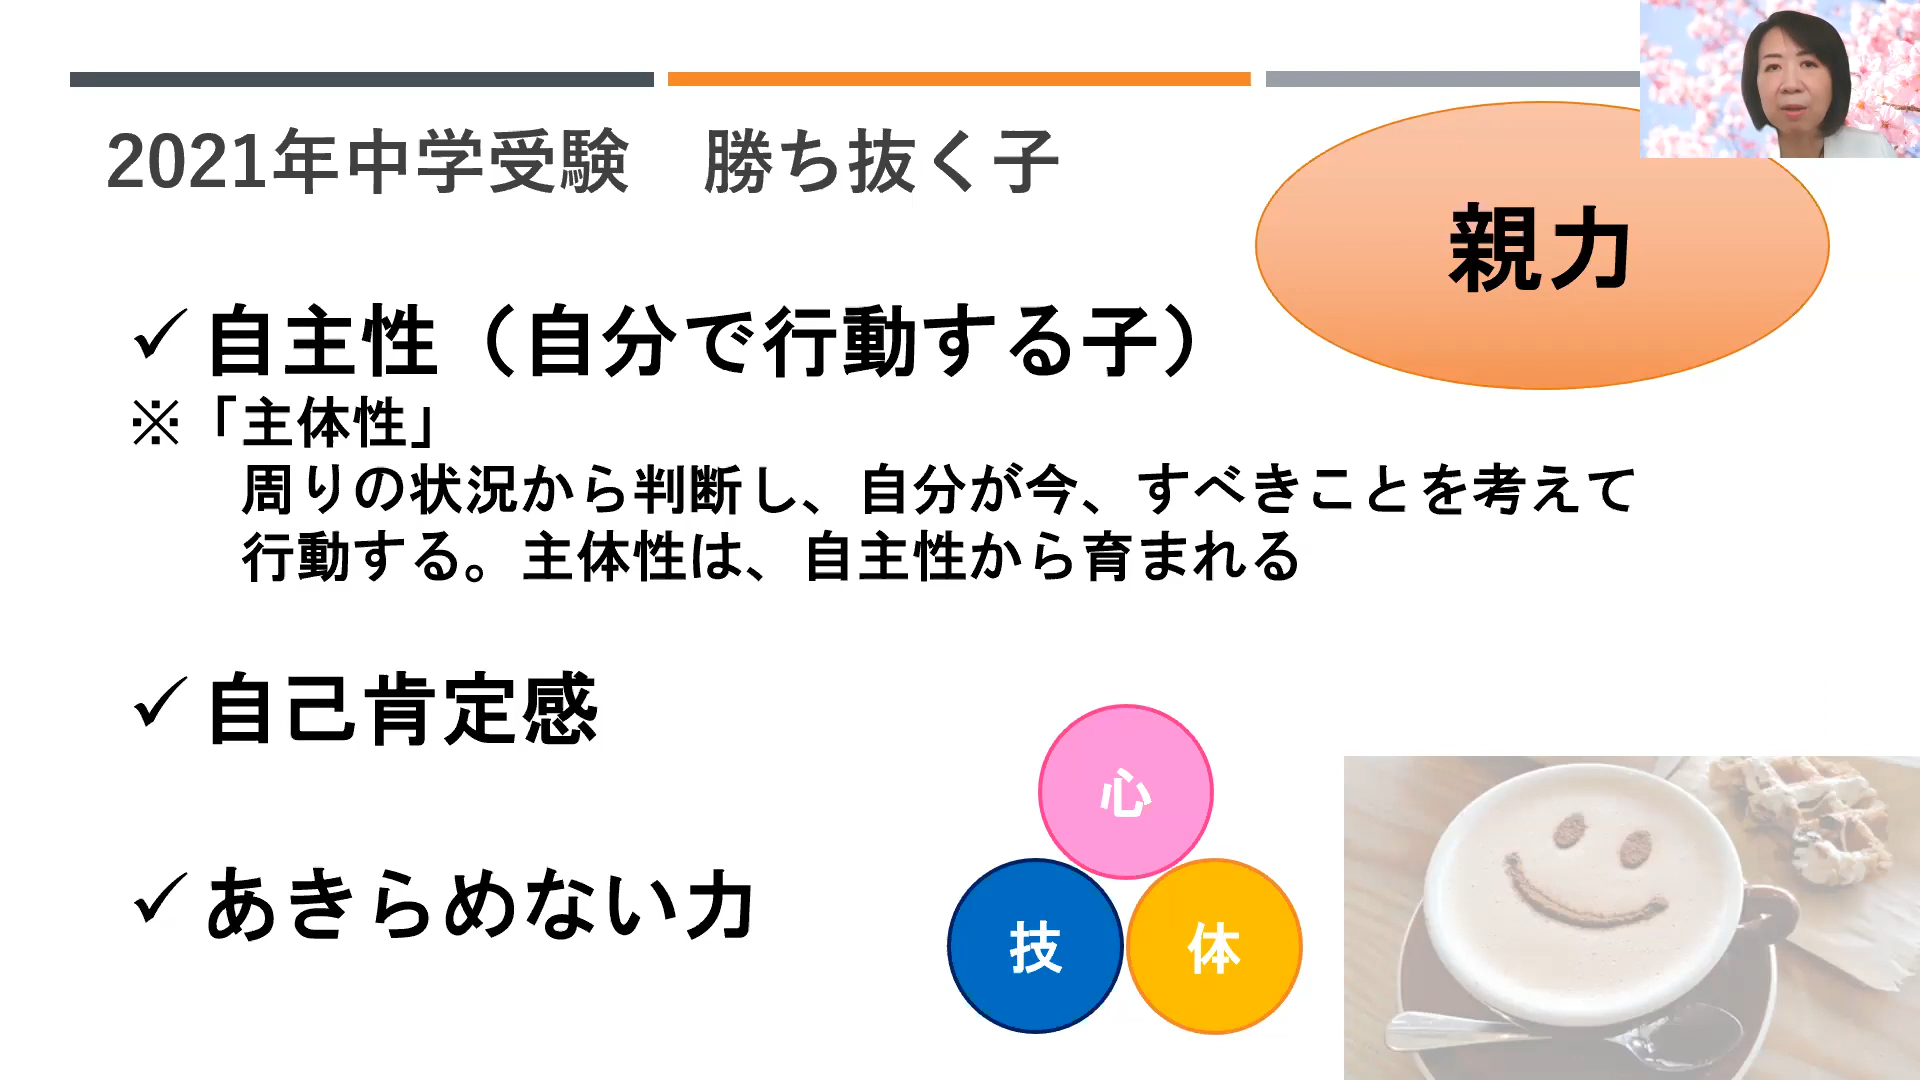 2021年中学受験　勝ち抜く子
親力
✓自主性（自分で行動する子）
※「主体性」
周りの状況から判断し、自分が今、すべきことを考えて
行動する。主体性は、自主性から育まれる
✓自己肯定感
✓あきらめない力
心
技
体